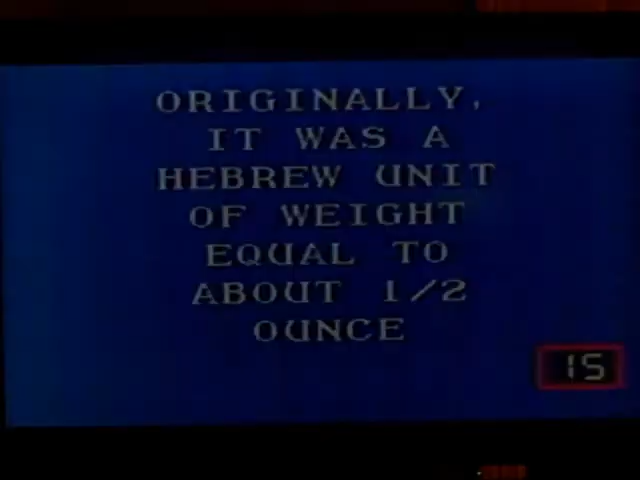 ORIGINALLY,
IT WAS A
HEBREW UNIT
OF WEIGHT
EQUAL TO
ABOUT 1/2
OUNCE
15